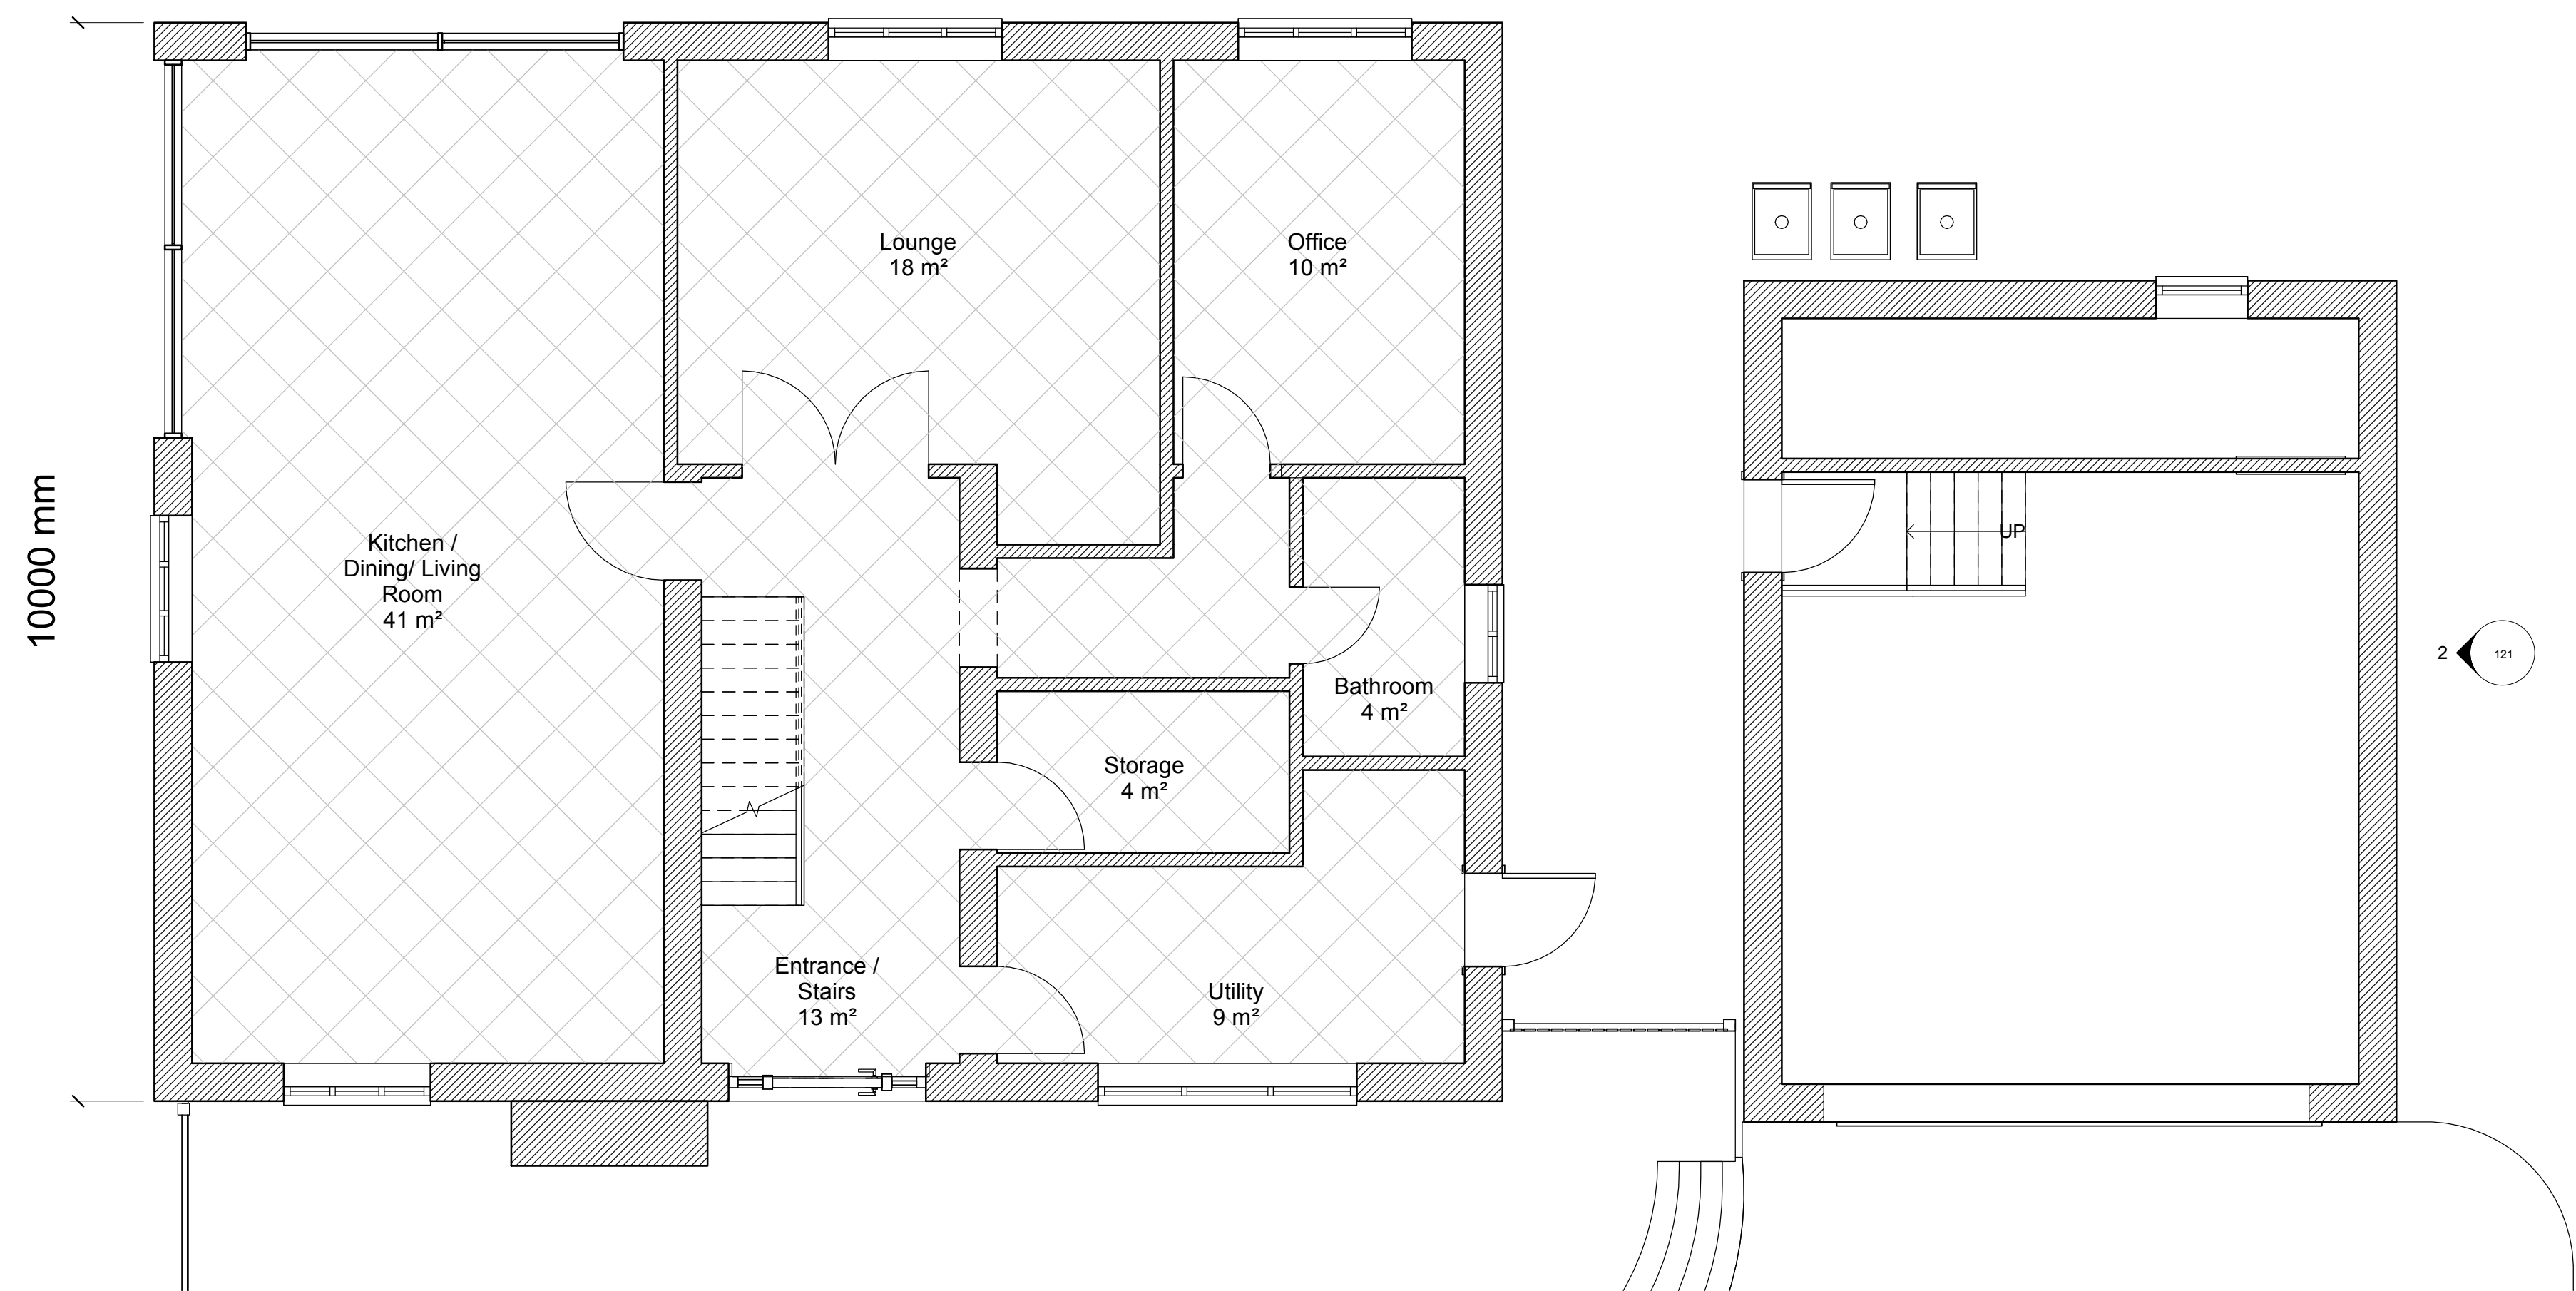 10000 mm
Kitchen /
Dining/ Living
Room
41 m²
Lounge
18 m²
Office
10 m²
Bathroom
4 m²
Storage
4 m²
Entrance /
Stairs
13 m²
Utility
9 m²
UP
2
121